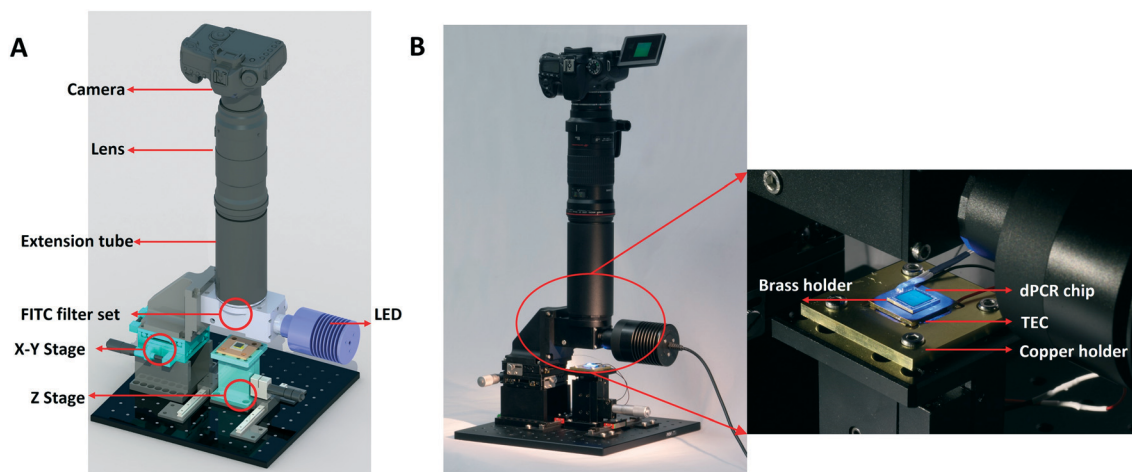 A
Camera
Lens
Extension tube
FITC filter set
LED
X-Y Stage
Z Stage
B
Brass holder
dPCR chip
TEC
Copper holder